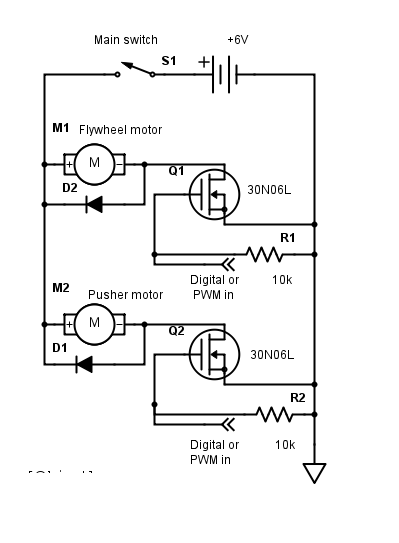 Main switch
+6V
S1
+
M1
Flywheel motor
+ M −
Q1
D2
30N06L
R1
Digital or
PWM in
10k
M2
Pusher motor
+ M −
Q2
D1
30N06L
R2
Digital or
PWM in
10k